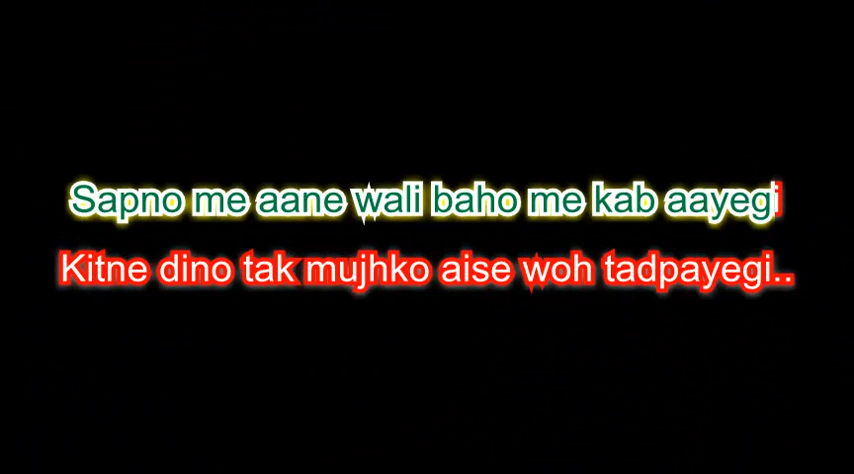 Sapno me aane wali baho me kab aayegi
Kitne dino tak mujhko aise woh tadpayegi..